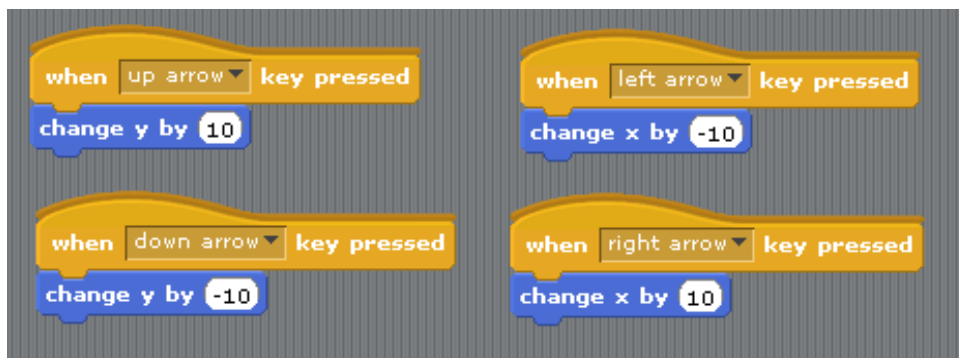 when up arrow key pressed
change y by 10
when left arrow key pressed
change x by -10
when down arrow key pressed
change y by -10
when right arrow key pressed
change x by 10